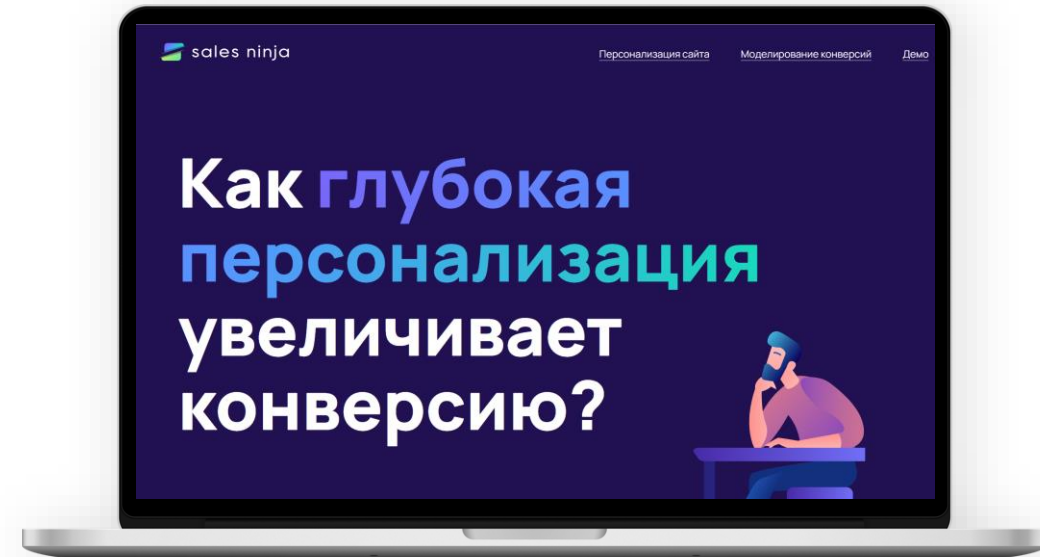 sales ninja
Персонализация сайта Моделирование конверсий Демо
Как глубокая
персонализация
увеличивает
конверсию?